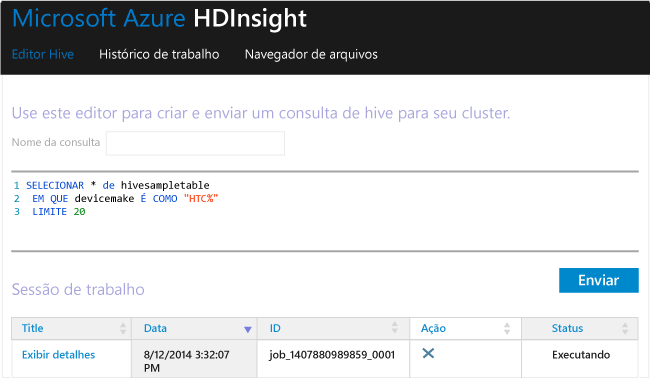 Microsoft Azure HDInsight
Editor Hive Histórico de trabalho Navegador de arquivos
Use este editor para criar e enviar um consulta de hive para seu cluster.
Nome da consulta
1 SELECIONAR * de hivesampletable
2 EM QUE devicemake É COMO "HTC%"
3 LIMITE 20
Enviar
Sessão de trabalho
Title Data ID Ação Status
Exibir detalhes 8/12/2014 3:32:07 job_1407880989859_0001 Executando
PM